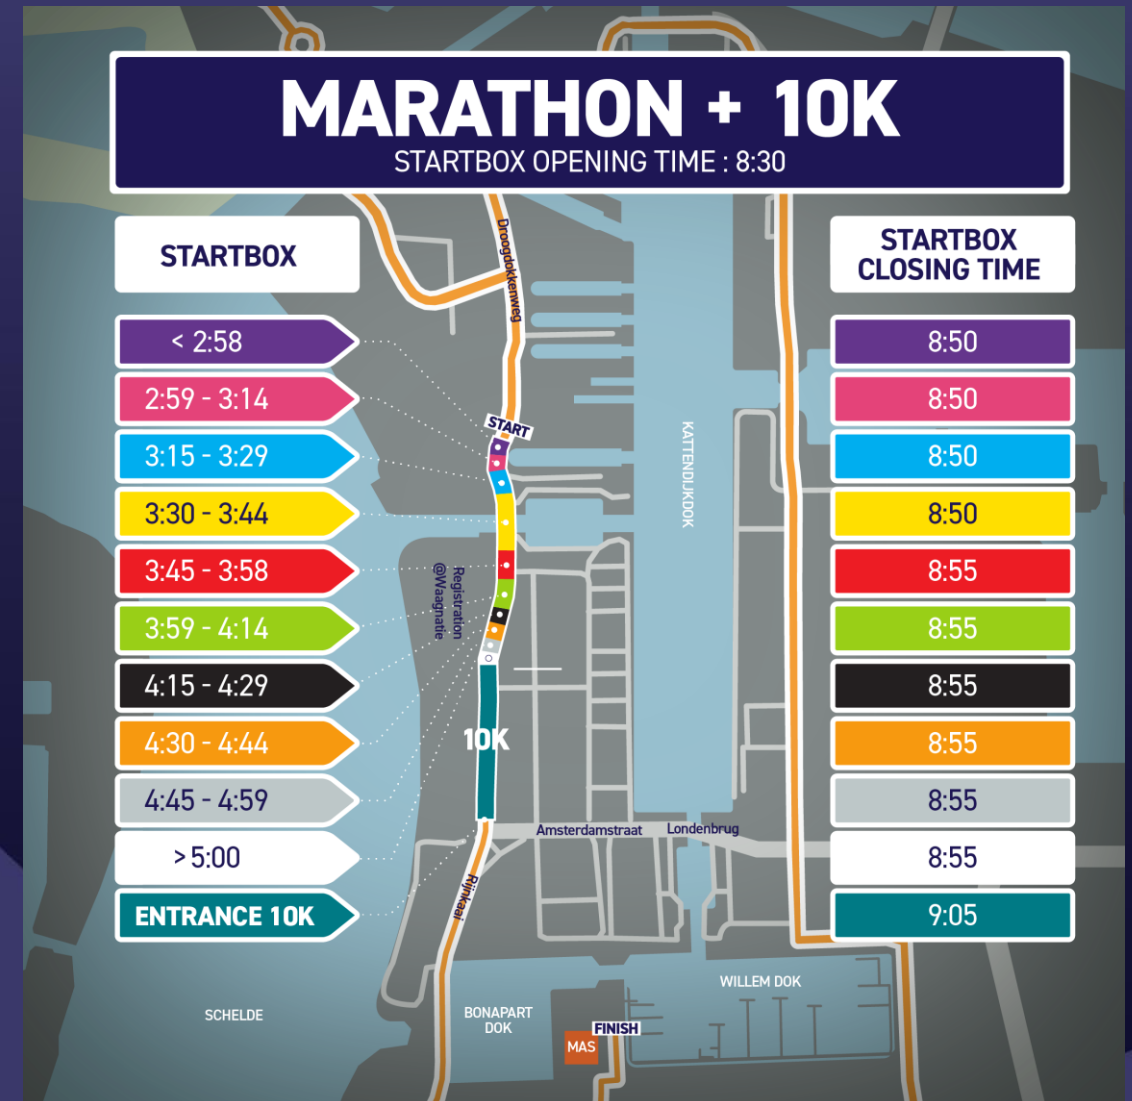 MARATHON + 10K
STARTBOX OPENING TIME : 8:30
STARTBOX
STARTBOX
CLOSING TIME
< 2:58
8:50
2:59 - 3:14
8:50
3:15 - 3:29
8:50
3:30 - 3:44
8:50
3:45 - 3:58
8:55
3:59 - 4:14
8:55
4:15 - 4:29
8:55
4:30 - 4:44
8:55
4:45 - 4:59
8:55
> 5:00
8:55
ENTRANCE 10K
9:05
Droogdokkenweg
START
KATTENDIJKDOK
Registration
@Waagnatie
10K
Amsterdamstraat
Londenbrug
Rijnkaai
SCHELDE
BONAPART
DOK
WILLEM DOK
FINISH
MAS